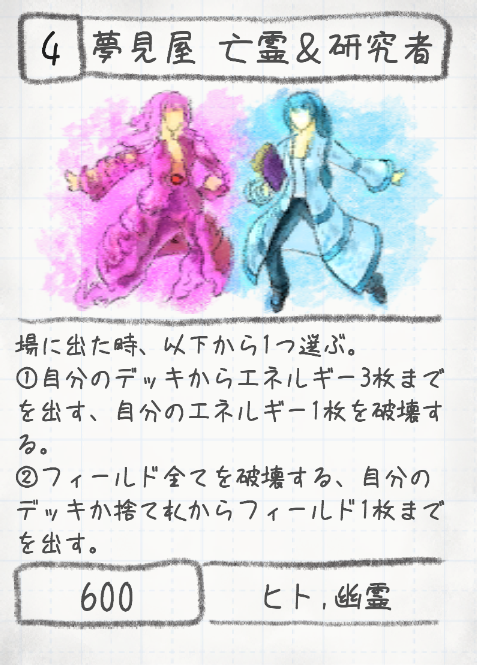 4 夢見屋 亡霊&研究者
場に出た時、以下から1つ選ぶ。
①自分のデッキからエネルギー3枚まで
を出す、自分のエネルギー1枚を破壊す
る。
②フィールド全てを破壊する、自分の
デッキか捨て札からフィールド1枚まで
を出す。
600 ヒト,幽霊